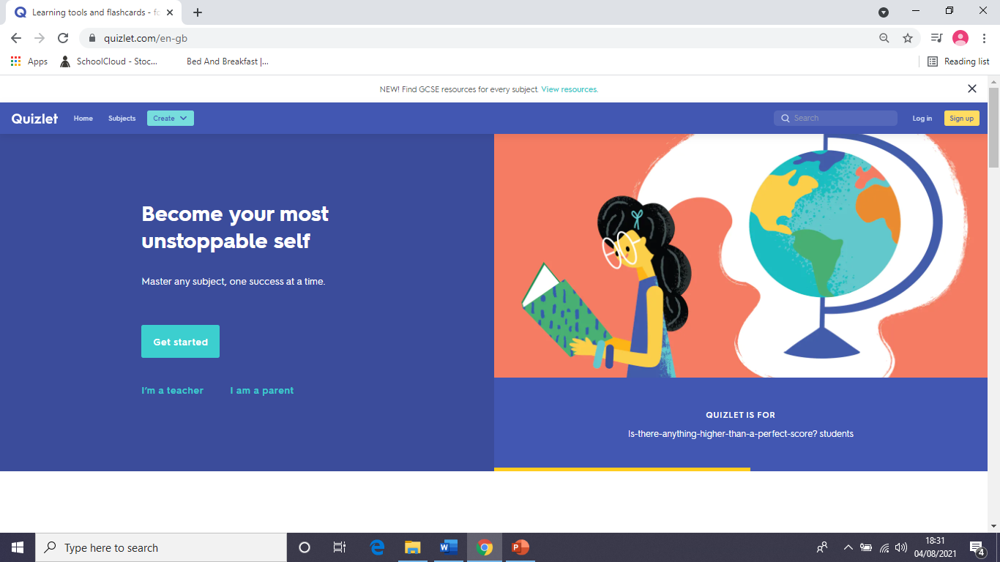 Learning tools and flashcards - fo
quizlet.com/en-gb
Apps SchoolCloud - Stoc... Bed And Breakfast |... Reading list
NEW! Find GCSE resources for every subject. View resources.
Quizlet Home Subjects Create Search Log in Sign up
Become your most
unstoppable self
Master any subject, one success at a time.
Get started
I'm a teacher I am a parent
QUIZLET IS FOR
Is-there-anything-higher-than-a-perfect-score? students
Type here to search
18:31
04/08/2021
4